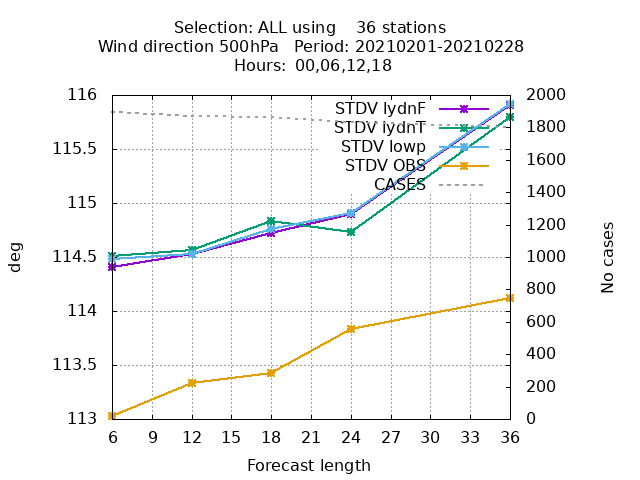 Selection: ALL using    36 stations
Wind direction 500hPa   Period: 20210201-20210228
Hours:  00,06,12,18
116
115.5
115
114.5
114
113.5
113
deg
2000
1800
1600
1400
1200
1000
800
600
400
200
0
No cases
STDV lydnF
STDV lydnT
STDV lowp
STDV OBS
CASES
6 9 12 15 18 21 24 27 30 33 36
Forecast length